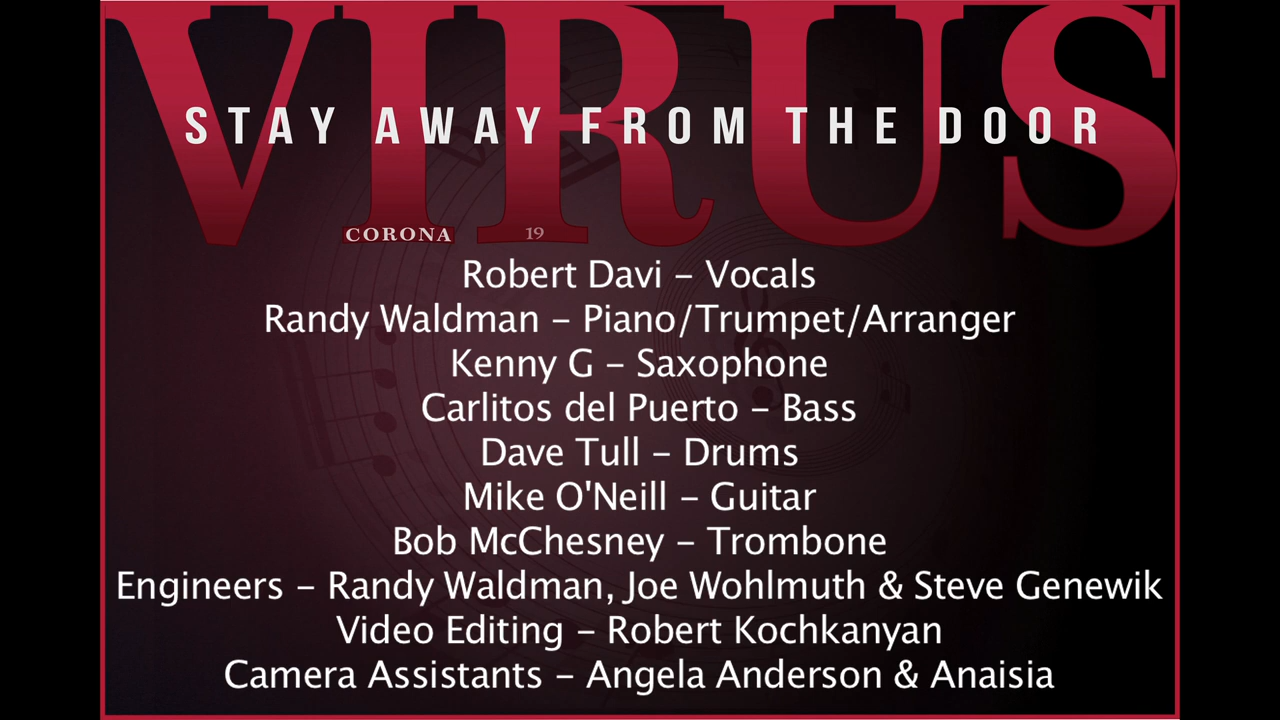 VIRUS
STAY AWAY FROM THE DOOR
CORONA 19
Robert Davi – Vocals
Randy Waldman – Piano/Trumpet/Arranger
Kenny G – Saxophone
Carlitos del Puerto – Bass
Dave Tull – Drums
Mike O'Neill – Guitar
Bob McChesney – Trombone
Engineers – Randy Waldman, Joe Wohlmuth & Steve Genewik
Video Editing – Robert Kochkanyan
Camera Assistants – Angela Anderson & Anaisia